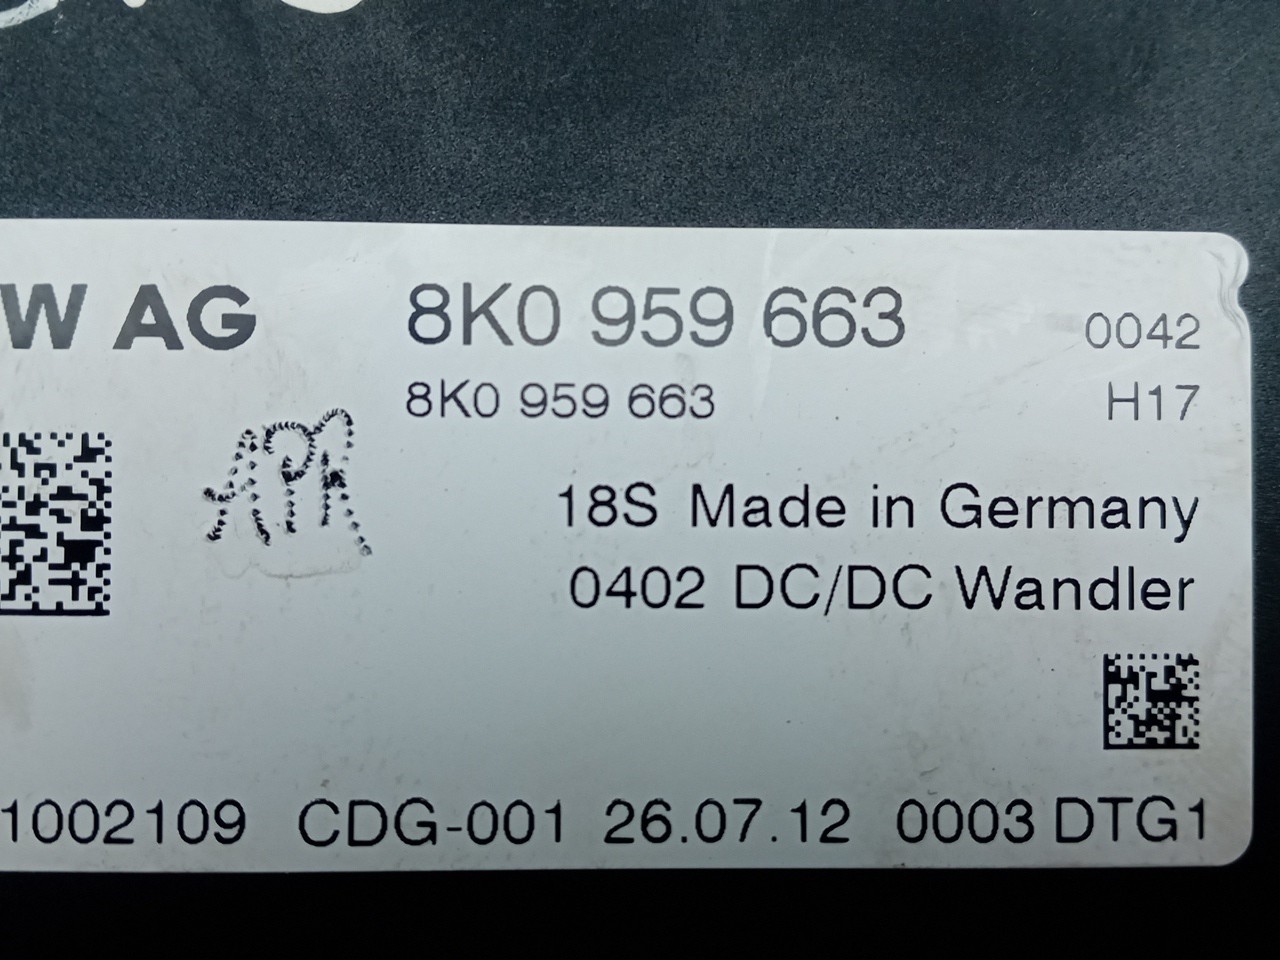 W AG 8K0 959 663 0042
8K0 959 663 H17
18S Made in Germany
0402 DC/DC Wandler
1002109 CDG-001 26.07.12 0003 DTG1